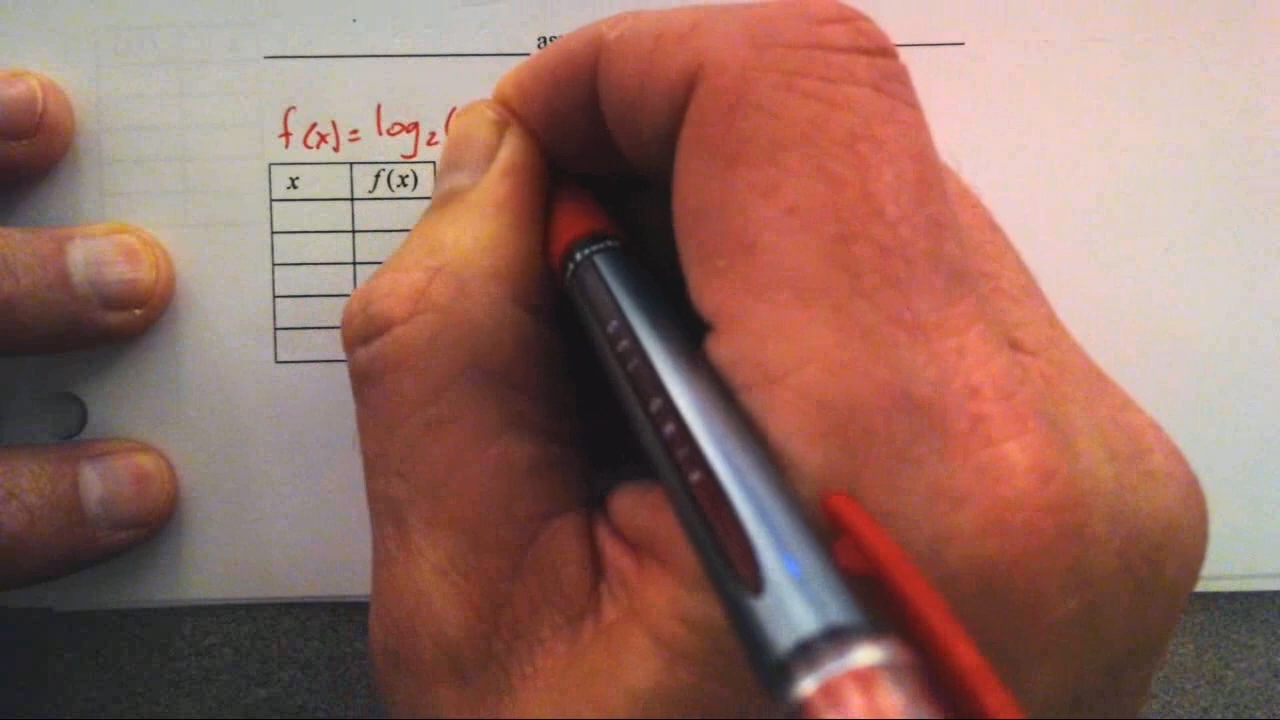 as
f(x) = log₂(
x f(x)